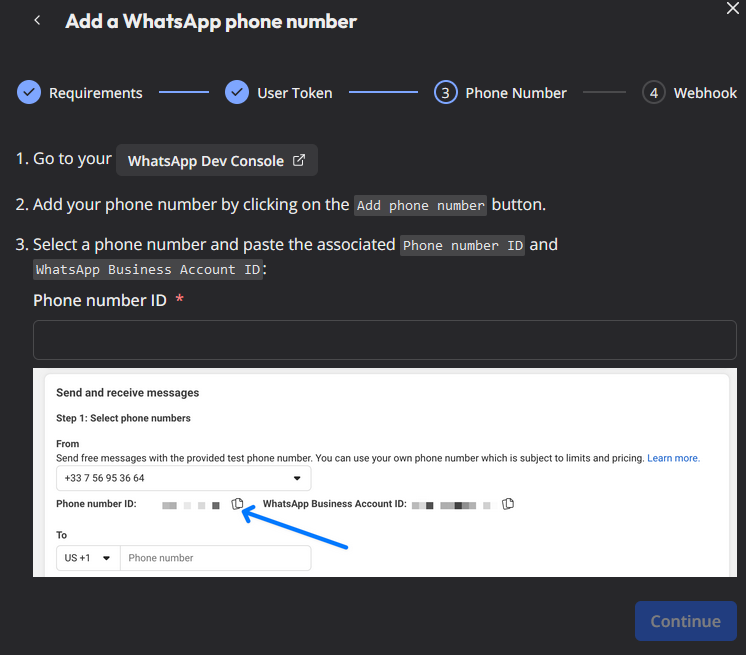 Add a WhatsApp phone number
Requirements
User Token
3 Phone Number
4 Webhook
1. Go to your WhatsApp Dev Console
2. Add your phone number by clicking on the Add phone number button.
3. Select a phone number and paste the associated Phone number ID and
WhatsApp Business Account ID:
Phone number ID *
Send and receive messages
Step 1: Select phone numbers
From
Send free messages with the provided test phone number. You can use your own phone number which is subject to limits and pricing. Learn more.
+33 7 56 95 36 64
Phone number ID:
WhatsApp Business Account ID:
To
US +1
Phone number
Continue